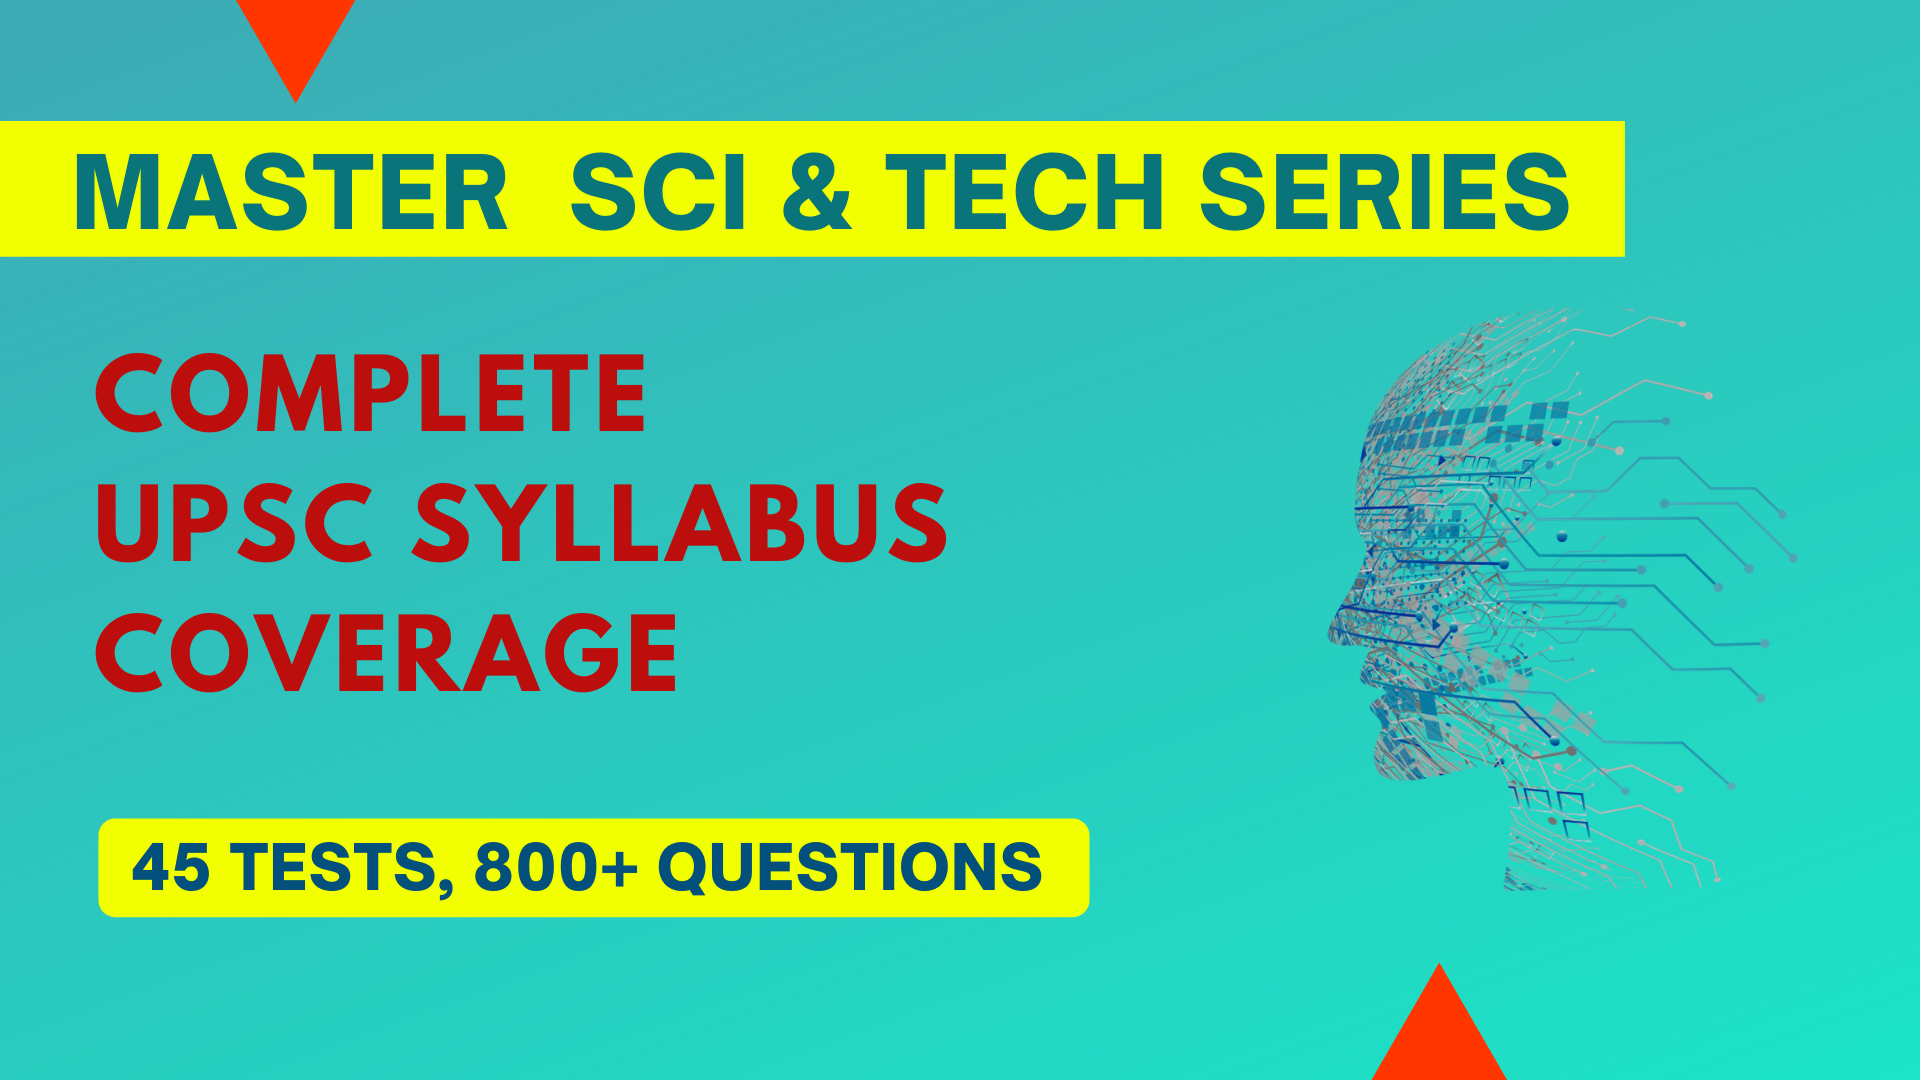 MASTER  SCI & TECH SERIES
COMPLETE
UPSC SYLLABUS
COVERAGE
45 TESTS, 800+ QUESTIONS